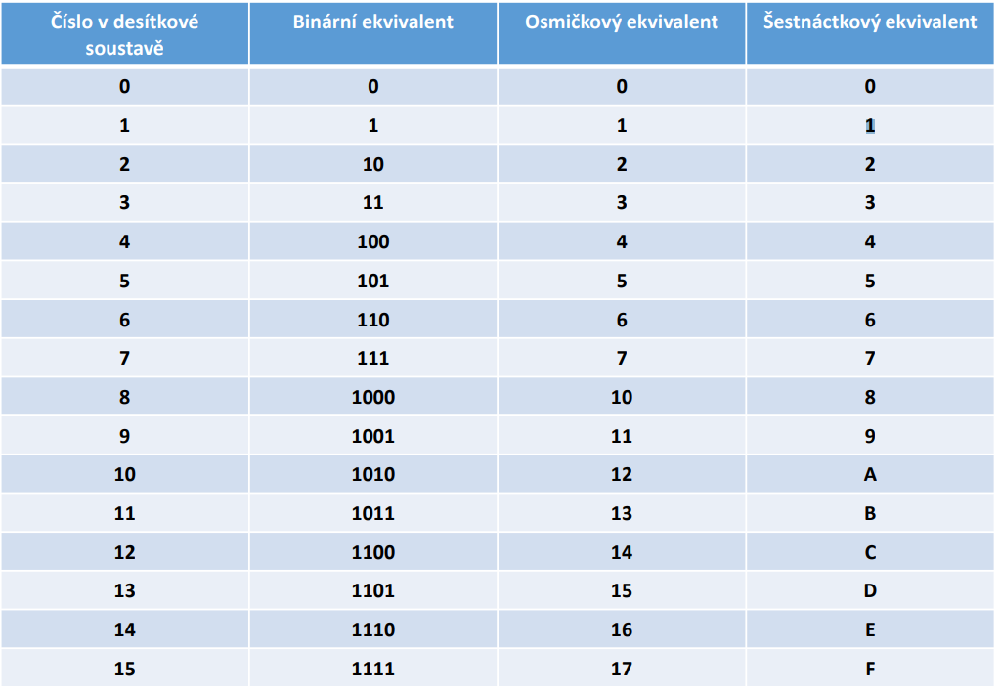 Číslo v desítkové soustavě Binární ekvivalent Osmičkový ekvivalent Šestnáctkový ekvivalent
0 0 0 0
1 1 1 1
2 10 2 2
3 11 3 3
4 100 4 4
5 101 5 5
6 110 6 6
7 111 7 7
8 1000 10 8
9 1001 11 9
10 1010 12 A
11 1011 13 B
12 1100 14 C
13 1101 15 D
14 1110 16 E
15 1111 17 F